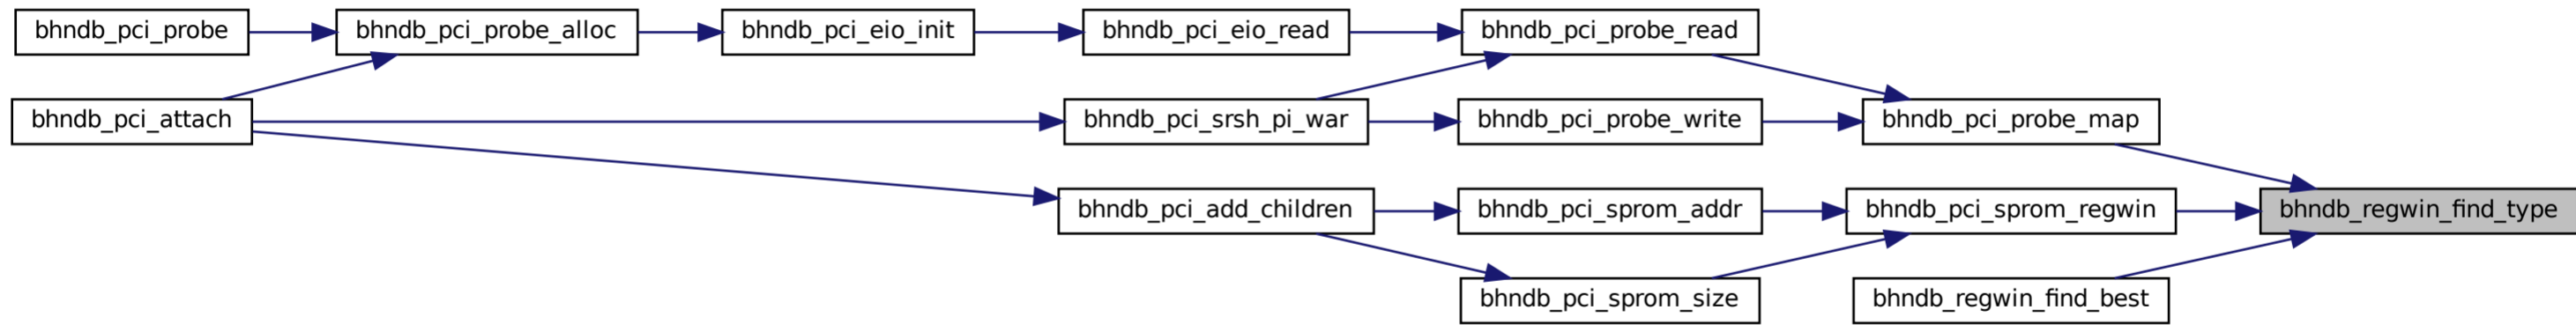 bhndb_pci_probe
bhndb_pci_probe_alloc
bhndb_pci_eio_init
bhndb_pci_eio_read
bhndb_pci_probe_read
bhndb_pci_attach
bhndb_pci_srsh_pi_war
bhndb_pci_probe_write
bhndb_pci_probe_map
bhndb_pci_add_children
bhndb_pci_sprom_addr
bhndb_pci_sprom_regwin
bhndb_regwin_find_type
bhndb_pci_sprom_size
bhndb_regwin_find_best